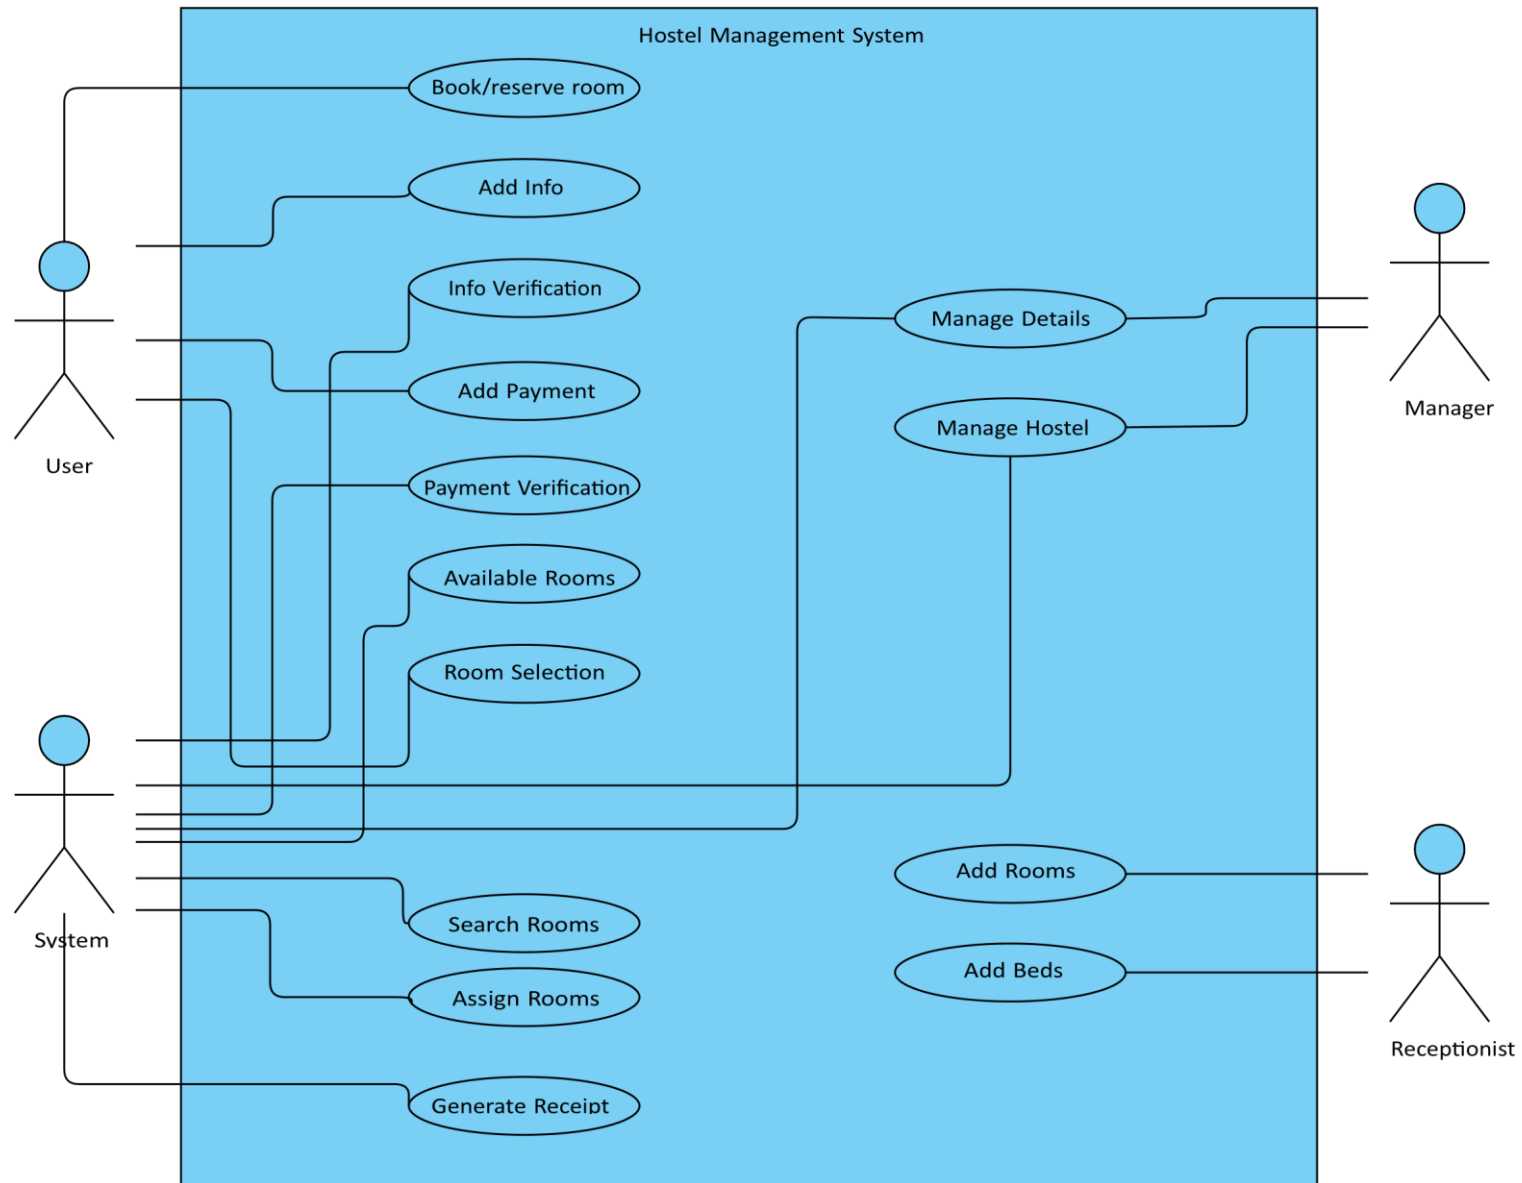 Hostel Management System
Book/reserve room
Add Info
Info Verification
Manage Details
Add Payment
Manager
Manage Hostel
User
Payment Verification
Available Rooms
Room Selection
Add Rooms
Search Rooms
System
Add Beds
Assign Rooms
Receptionist
Generate Receipt